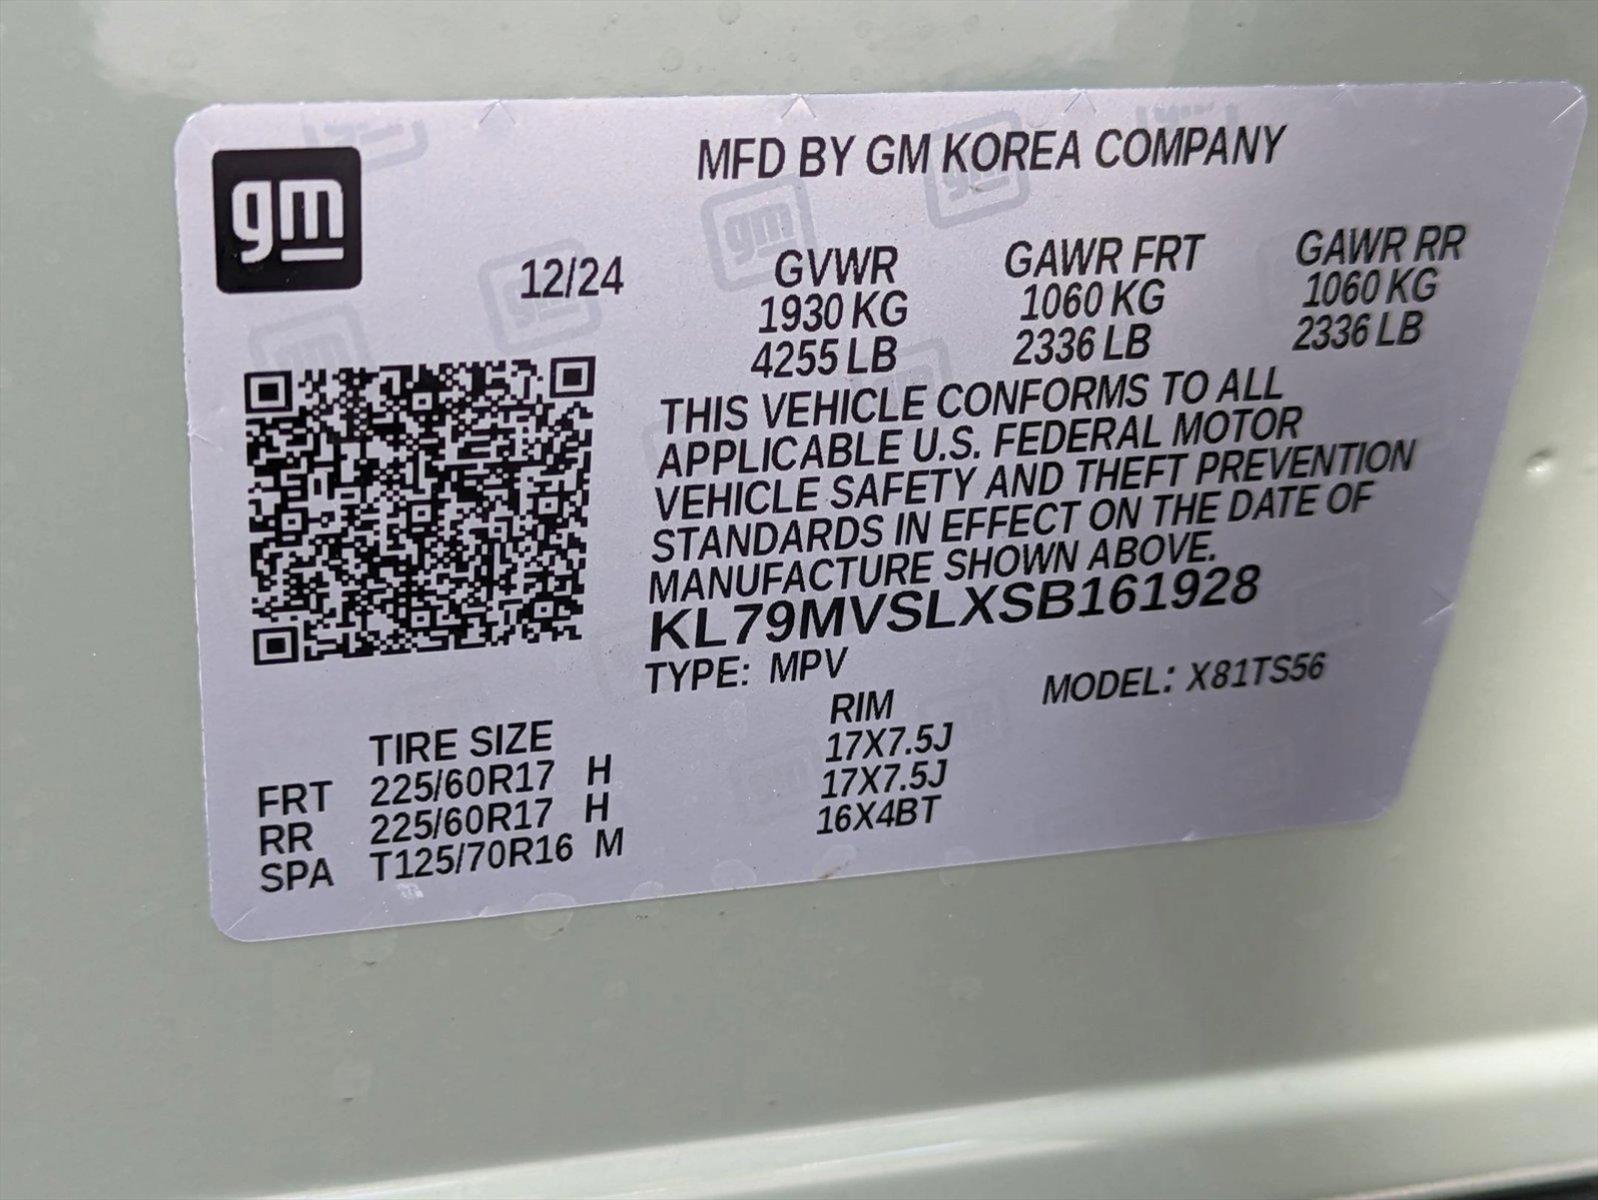 gm
MFD BY GM KOREA COMPANY
12/24
GVWR GAWR FRT GAWR RR
1930 KG 1060 KG 1060 KG
4255 LB 2336 LB 2336 LB
THIS VEHICLE CONFORMS TO ALL
APPLICABLE U.S. FEDERAL MOTOR
VEHICLE SAFETY AND THEFT PREVENTION
STANDARDS IN EFFECT ON THE DATE OF
MANUFACTURE SHOWN ABOVE.
KL79MVSLXSB161928
TYPE: MPV MODEL: X81TS56
TIRE SIZE RIM
FRT 225/60R17 H 17X7.5J
RR 225/60R17 H 17X7.5J
SPA T125/70R16 M 16X4BT